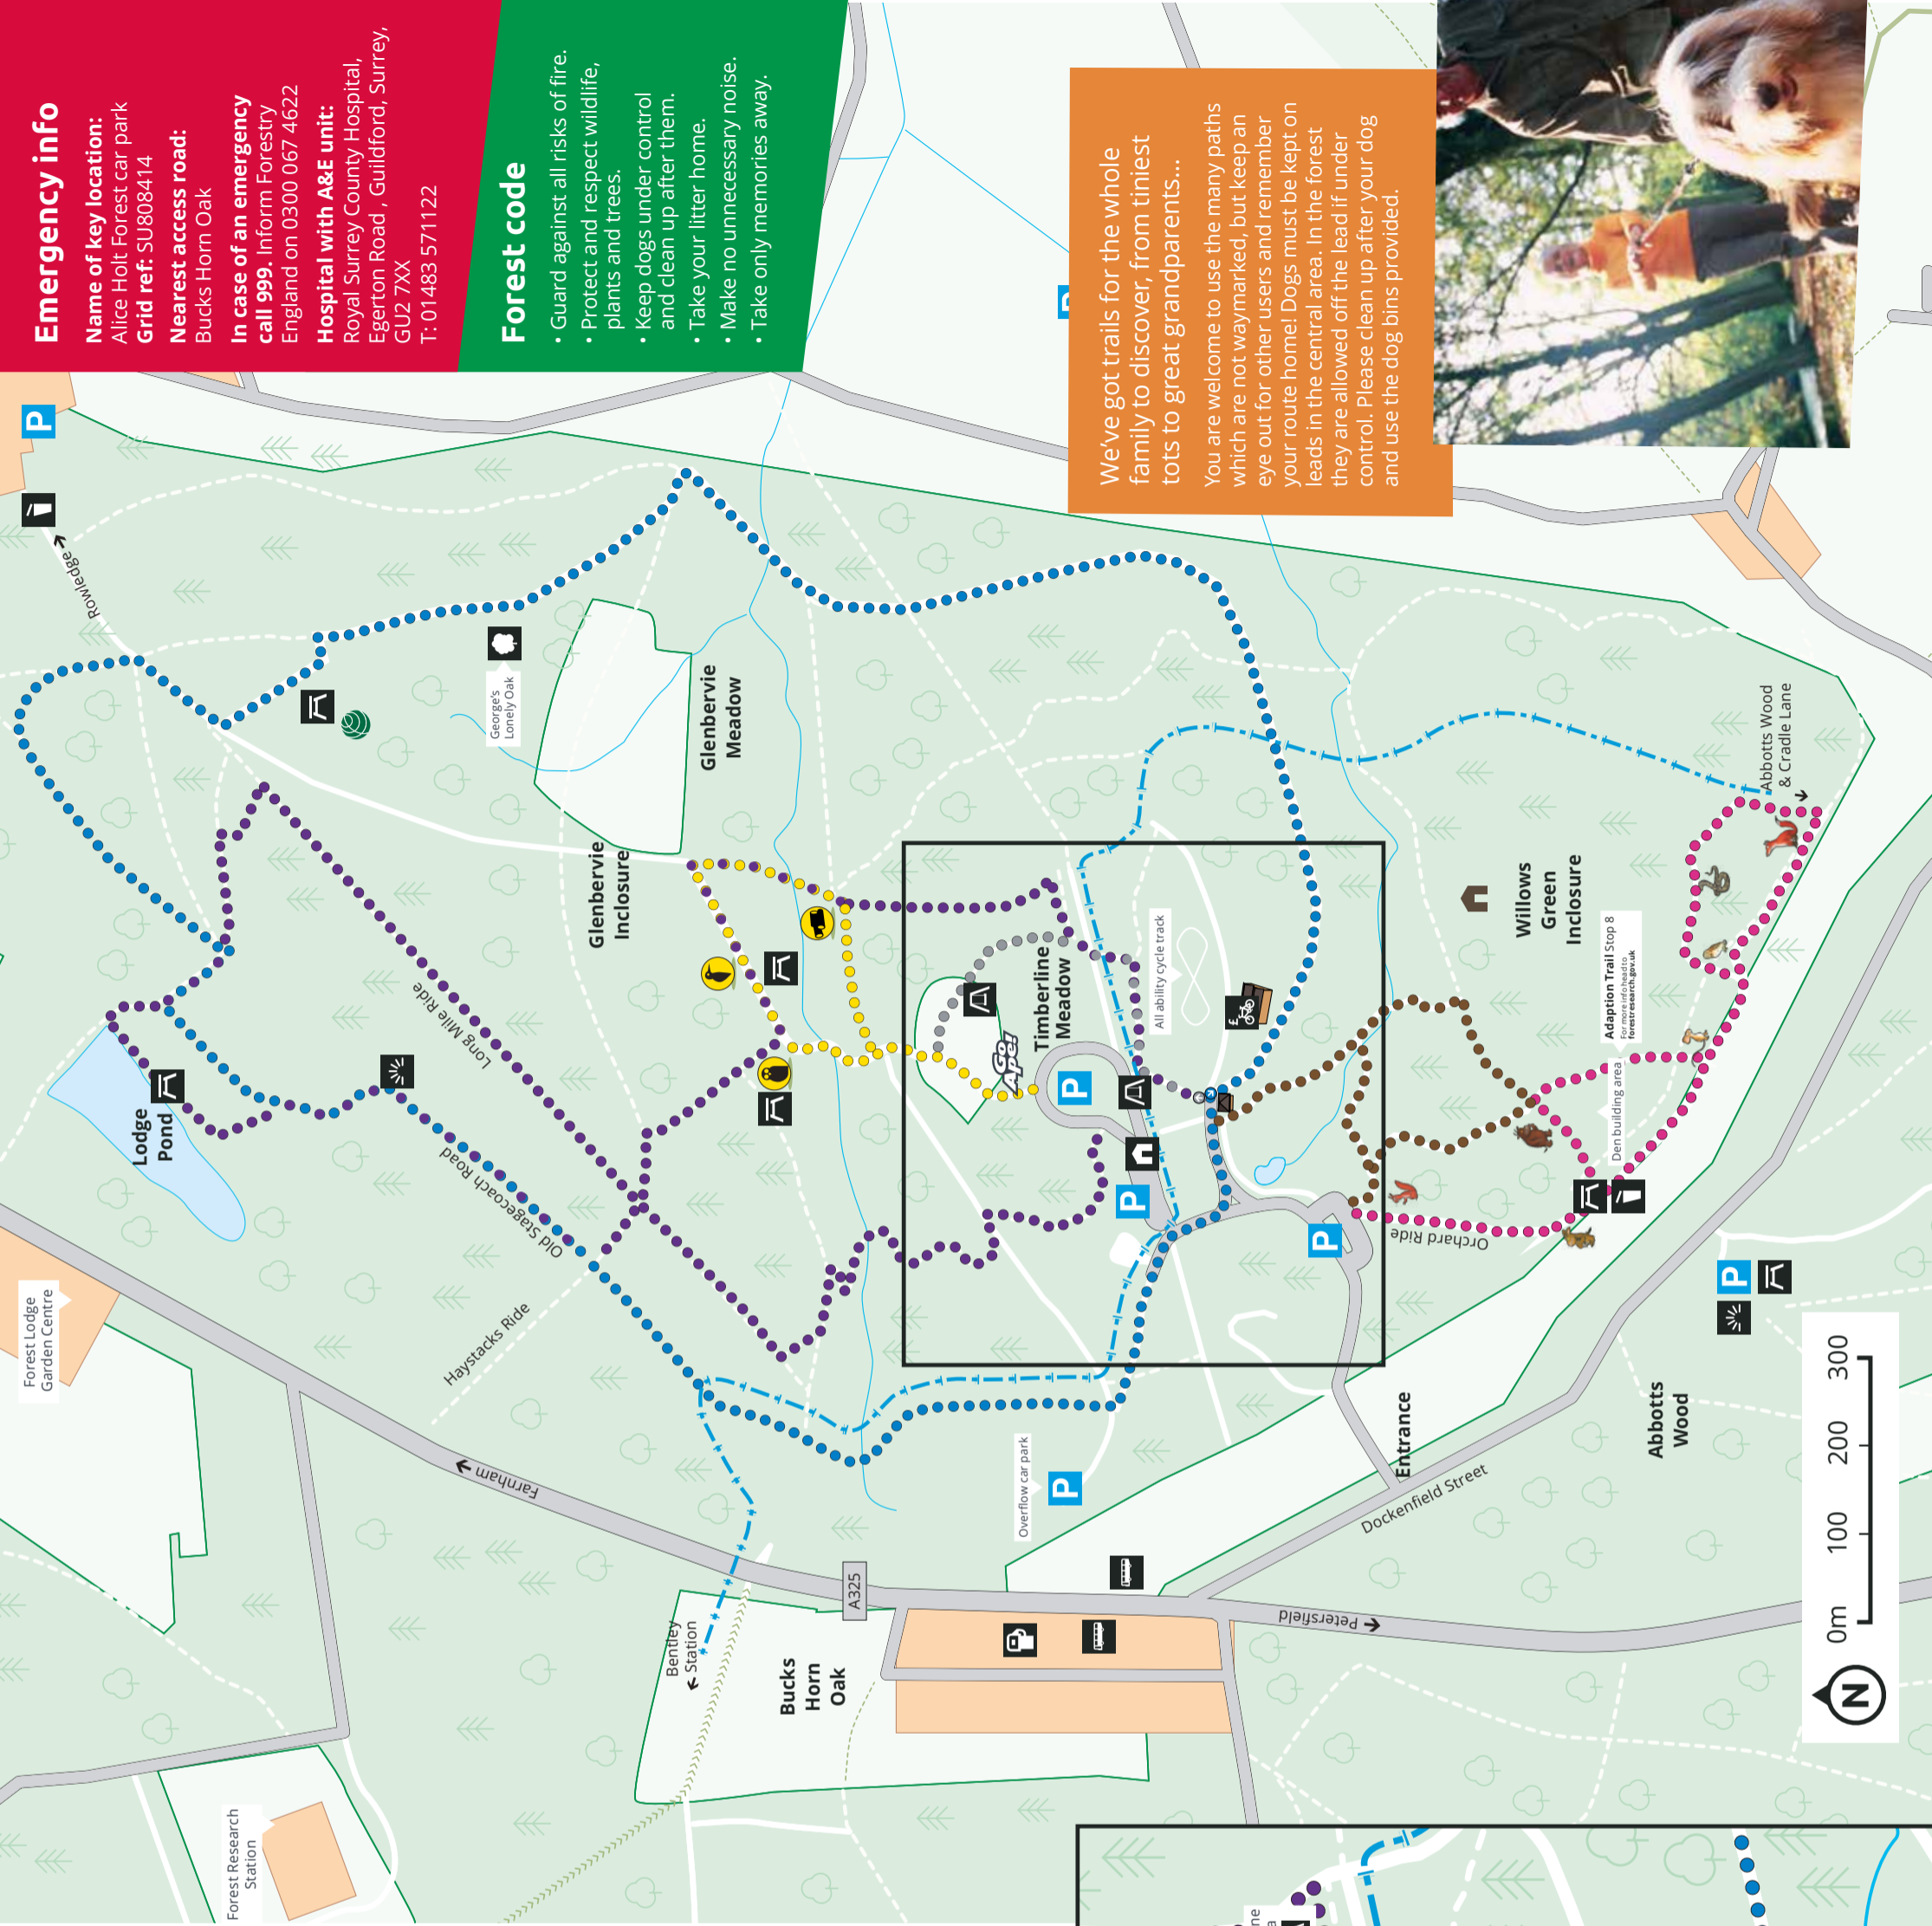 Emergency info
Name of key location:
Alice Holt Forest car park
Grid ref: SU808414
Nearest access road:
Bucks Horn Oak
In case of an emergency
call 999. Inform Forestry
England on 0300 067 4622
Hospital with A&E unit:
Royal Surrey County Hospital,
Egerton Road , Guildford, Surrey,
GU2 7XX
T: 01483 571122
Forest code
• Guard against all risks of fire.
• Protect and respect wildlife,
plants and trees.
• Keep dogs under control
and clean up after them.
• Take your litter home.
• Make no unnecessary noise.
• Take only memories away.
We've got trails for the whole
family to discover, from tiniest
tots to great grandparents...
You are welcome to use the many paths
which are not waymarked, but keep an
eye out for other users and remember
your route home! Dogs must be kept on
leads in the central area. In the forest
they are allowed off the lead if under
control. Please clean up after your dog
and use the dog bins provided.
P
Rowledge
George's
Lonely Oak
Glenbervie
Meadow
Glenbervie
Inclosure
Long Mile Ride
Lodge
Pond
Old Stagecoach Road
Haystacks Ride
Forest Lodge
Garden Centre
Farnham
Forest Research
Station
Bentley
Station
Bucks
Horn
Oak
A325
Petersfield
Overflow car park
P
Entrance
Dockenfield Street
Timberline
Meadow
Go
Ape!
P
P
P
All ability cycle track
£
Willows
Green
Inclosure
Adaption Trail Stop 8
For more info head to
forestresearch.gov.uk
Den building area
Orchard Ride
Abbotts Wood
& Cradle Lane
P
Abbotts
Wood
0m 100 200 300
N